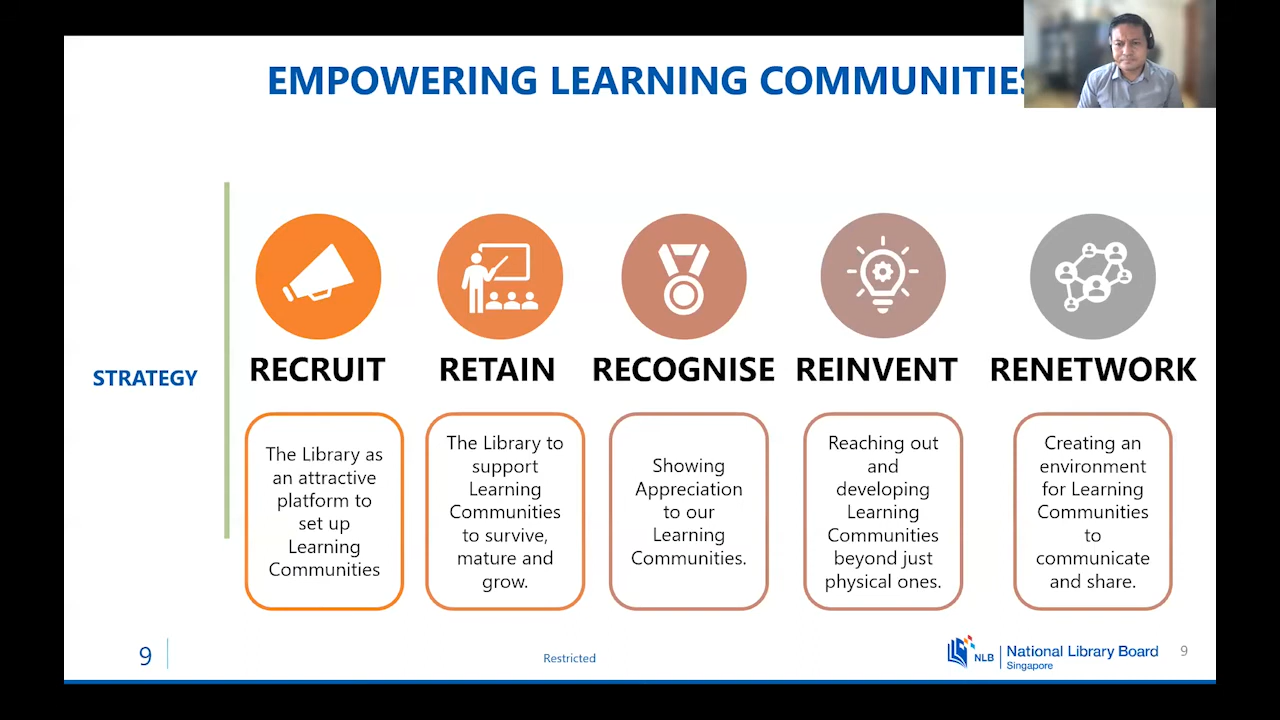 EMPOWERING LEARNING COMMUNITIES
STRATEGY
RECRUIT
The Library as
an attractive
platform to
set up
Learning
Communities
RETAIN
The Library to
support
Learning
Communities
to survive,
mature and
grow.
RECOGNISE
Showing
Appreciation
to our
Learning
Communities.
REINVENT
Reaching out
and
developing
Learning
Communities
beyond just
physical ones.
RENETWORK
Creating an
environment
for Learning
Communities
to
communicate
and share.
9
Restricted
NLB
National Library Board
Singapore
9